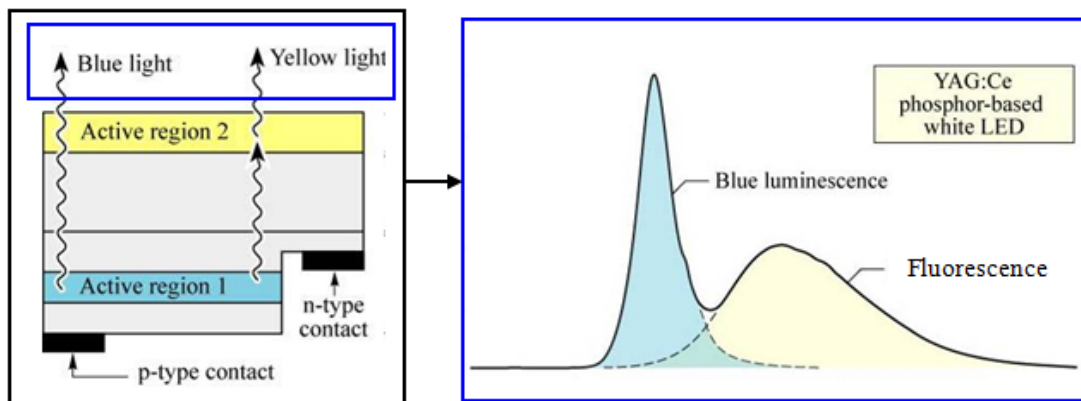 Blue light
Yellow light
Active region 2
Active region 1
n-type
contact
p-type contact
YAG:Ce
phosphor-based
white LED
Blue luminescence
Fluorescence